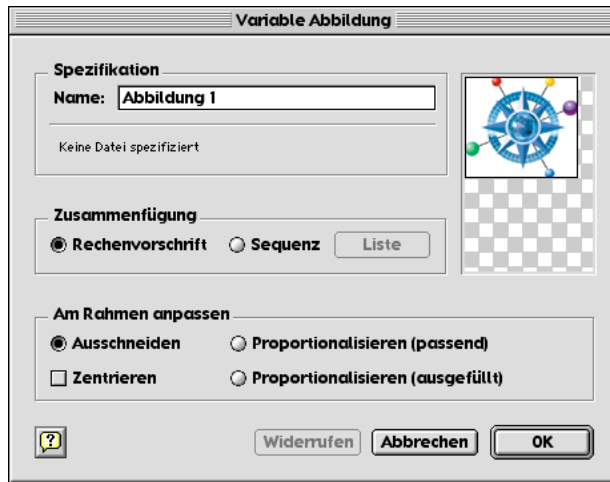 Variable Abbildung
Spezifikation
Name: Abbildung 1
Keine Datei spezifiziert
Zusammenfügung
Rechenvorschrift Sequenz Liste
Am Rahmen anpassen
Ausschneiden Proportionalisieren (passend)
Zentrieren Proportionalisieren (ausgefüllt)
? Widerrufen Abbrechen OK